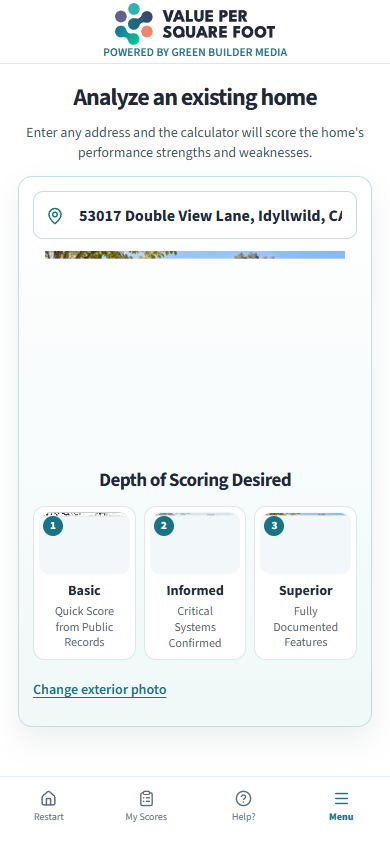 VALUE PER
SQUARE FOOT
POWERED BY GREEN BUILDER MEDIA
Analyze an existing home
Enter any address and the calculator will score the home's
performance strengths and weaknesses.
53017 Double View Lane, Idyllwild, CA
Depth of Scoring Desired
1
2
3
Basic
Informed
Superior
Quick Score
from Public
Records
Critical
Systems
Confirmed
Fully
Documented
Features
Change exterior photo
Restart
My Scores
Help?
Menu